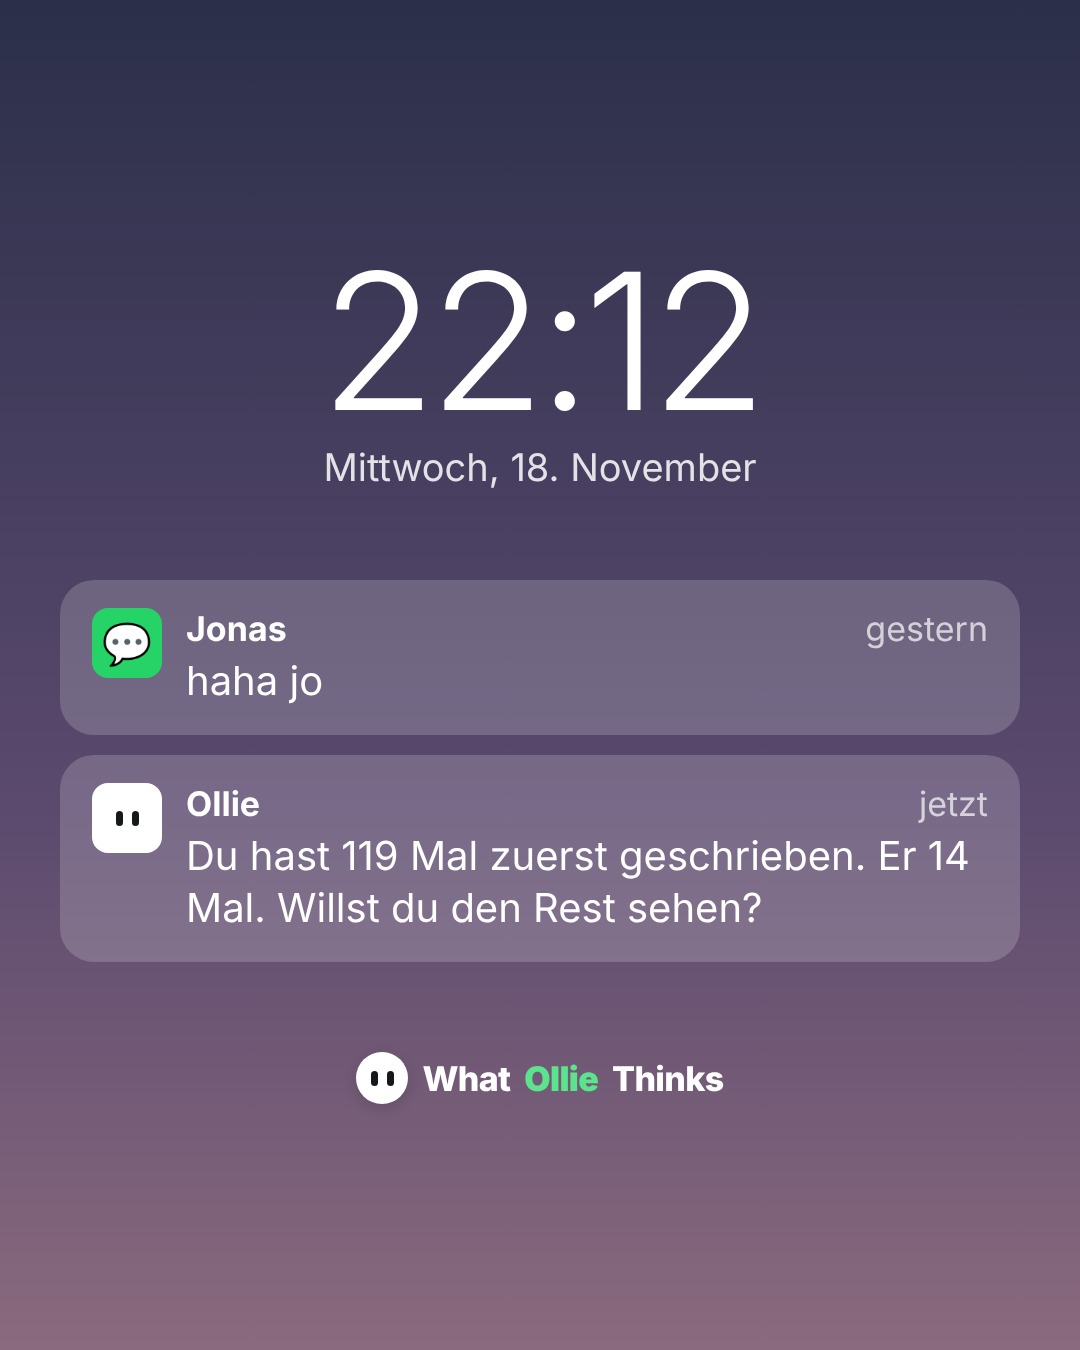 22:12
Mittwoch, 18. November
Jonas
gestern
haha jo
Ollie
jetzt
Du hast 119 Mal zuerst geschrieben. Er 14
Mal. Willst du den Rest sehen?
What Ollie Thinks